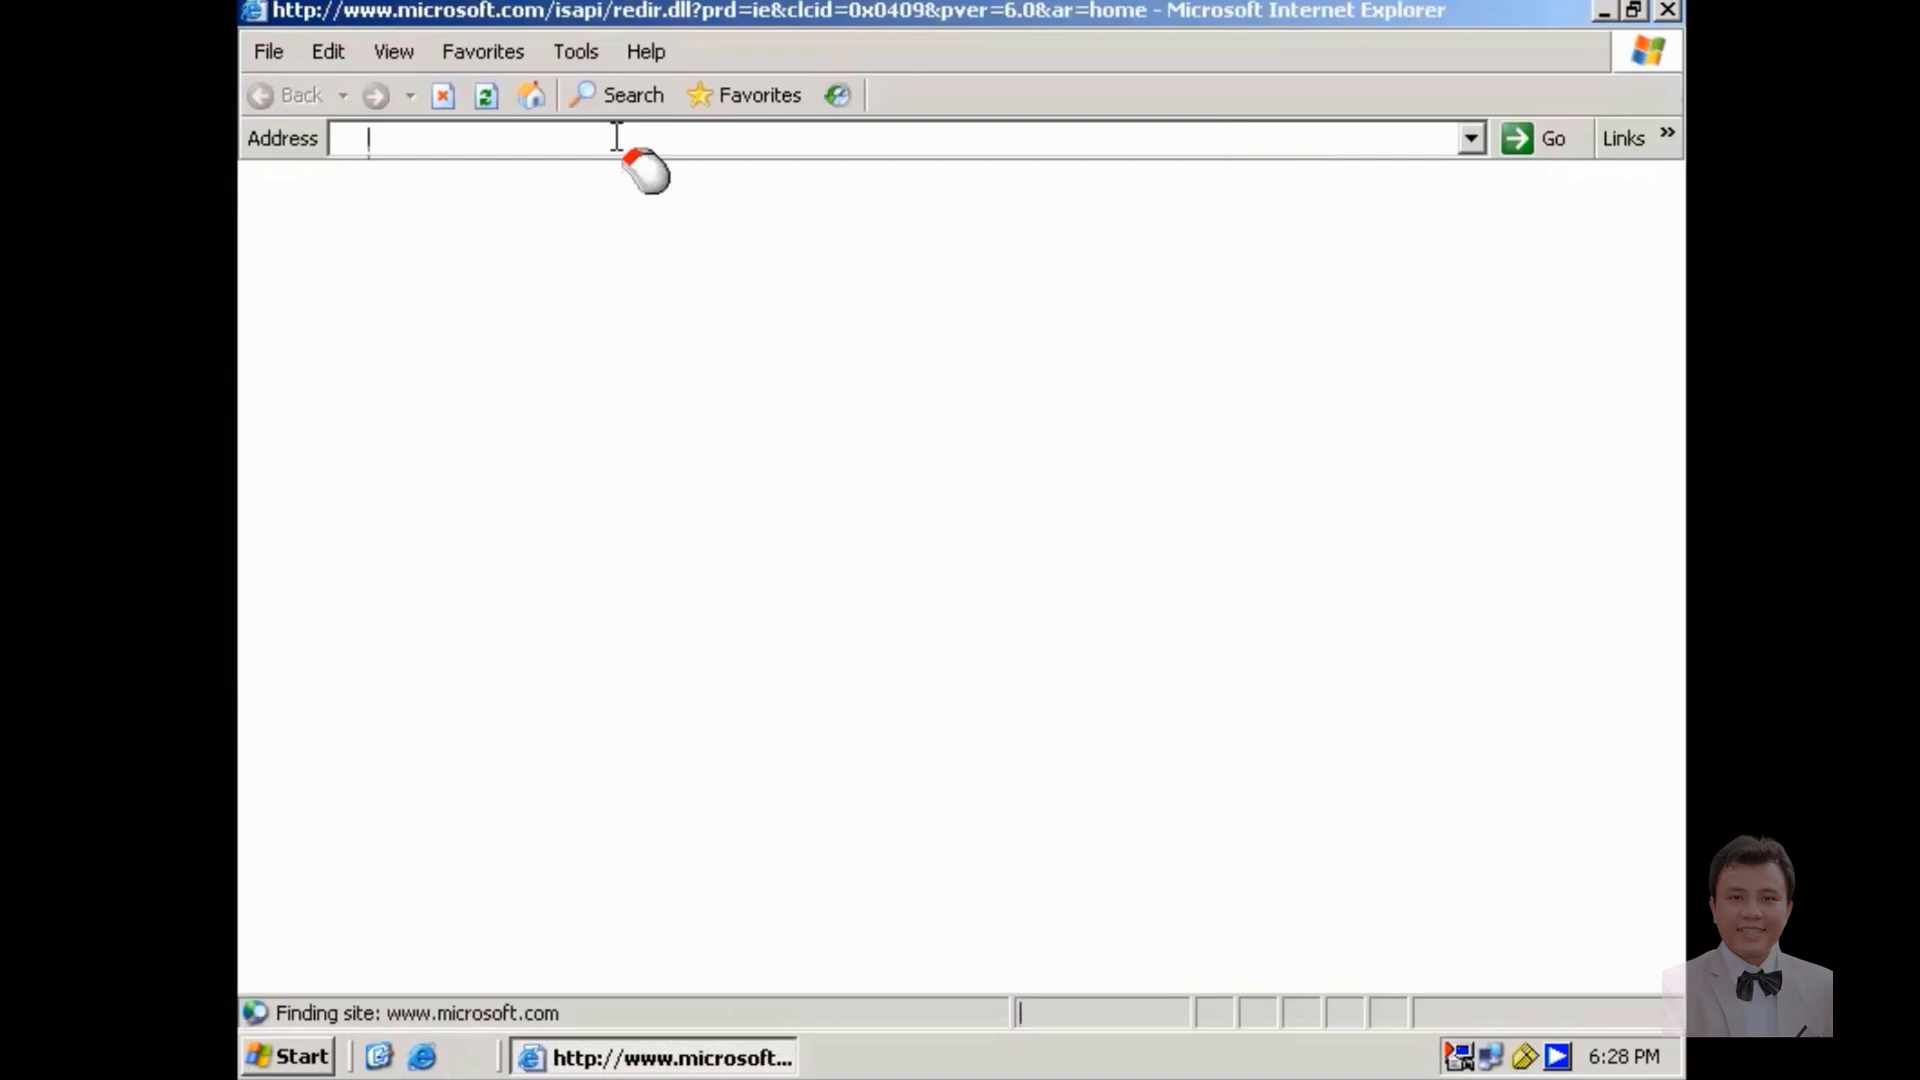 http://www.microsoft.com/isapi/redir.dll?prd=ie&clcid=0x0409&pver=6.0&ar=home - Microsoft Internet Explorer
File Edit View Favorites Tools Help
Back Search Favorites
Address Go Links »
Finding site: www.microsoft.com
Start http://www.microsoft... 6:28 PM